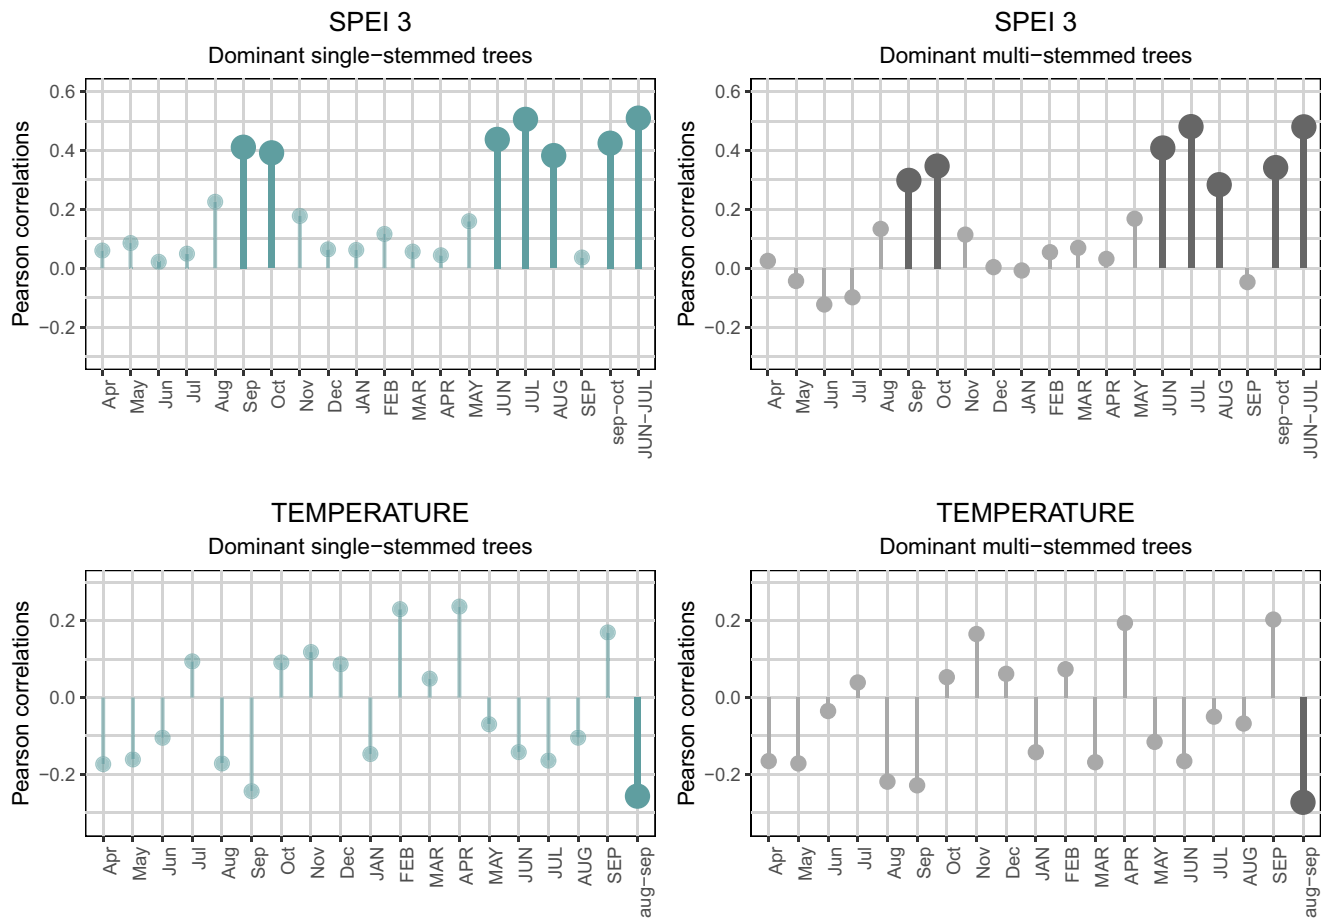 SPEI 3
Dominant single−stemmed trees
Pearson correlations
0.6
0.4
0.2
0.0
−0.2
Apr
May
Jun
Jul
Aug
Sep
Oct
Nov
Dec
JAN
FEB
MAR
APR
MAY
JUN
JUL
AUG
SEP
sep−oct
JUN−JUL
SPEI 3
Dominant multi−stemmed trees
Pearson correlations
0.6
0.4
0.2
0.0
−0.2
Apr
May
Jun
Jul
Aug
Sep
Oct
Nov
Dec
JAN
FEB
MAR
APR
MAY
JUN
JUL
AUG
SEP
sep−oct
JUN−JUL
TEMPERATURE
Dominant single−stemmed trees
Pearson correlations
0.2
0.0
−0.2
Apr
May
Jun
Jul
Aug
Sep
Oct
Nov
Dec
JAN
FEB
MAR
APR
MAY
JUN
JUL
AUG
SEP
aug−sep
TEMPERATURE
Dominant multi−stemmed trees
Pearson correlations
0.2
0.0
−0.2
Apr
May
Jun
Jul
Aug
Sep
Oct
Nov
Dec
JAN
FEB
MAR
APR
MAY
JUN
JUL
AUG
SEP
aug−sep